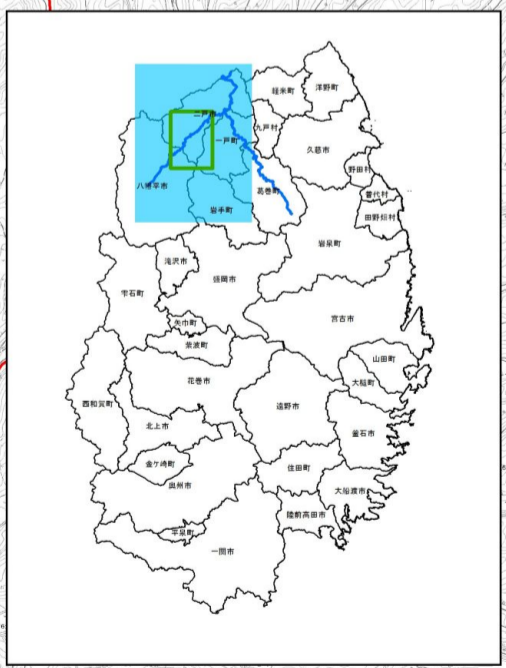 軽米町
洋野町
二戸市
九戸村
一戸町
久慈市
野田村
八幡平市
葛巻町
普代村
岩手町
田野畑村
岩泉町
滝沢市
盛岡市
雫石町
宮古市
矢巾町
紫波町
山田町
花巻市
大槌町
西和賀町
遠野市
北上市
釜石市
金ケ崎町
住田町
奥州市
大船渡市
陸前高田市
平泉町
一関市